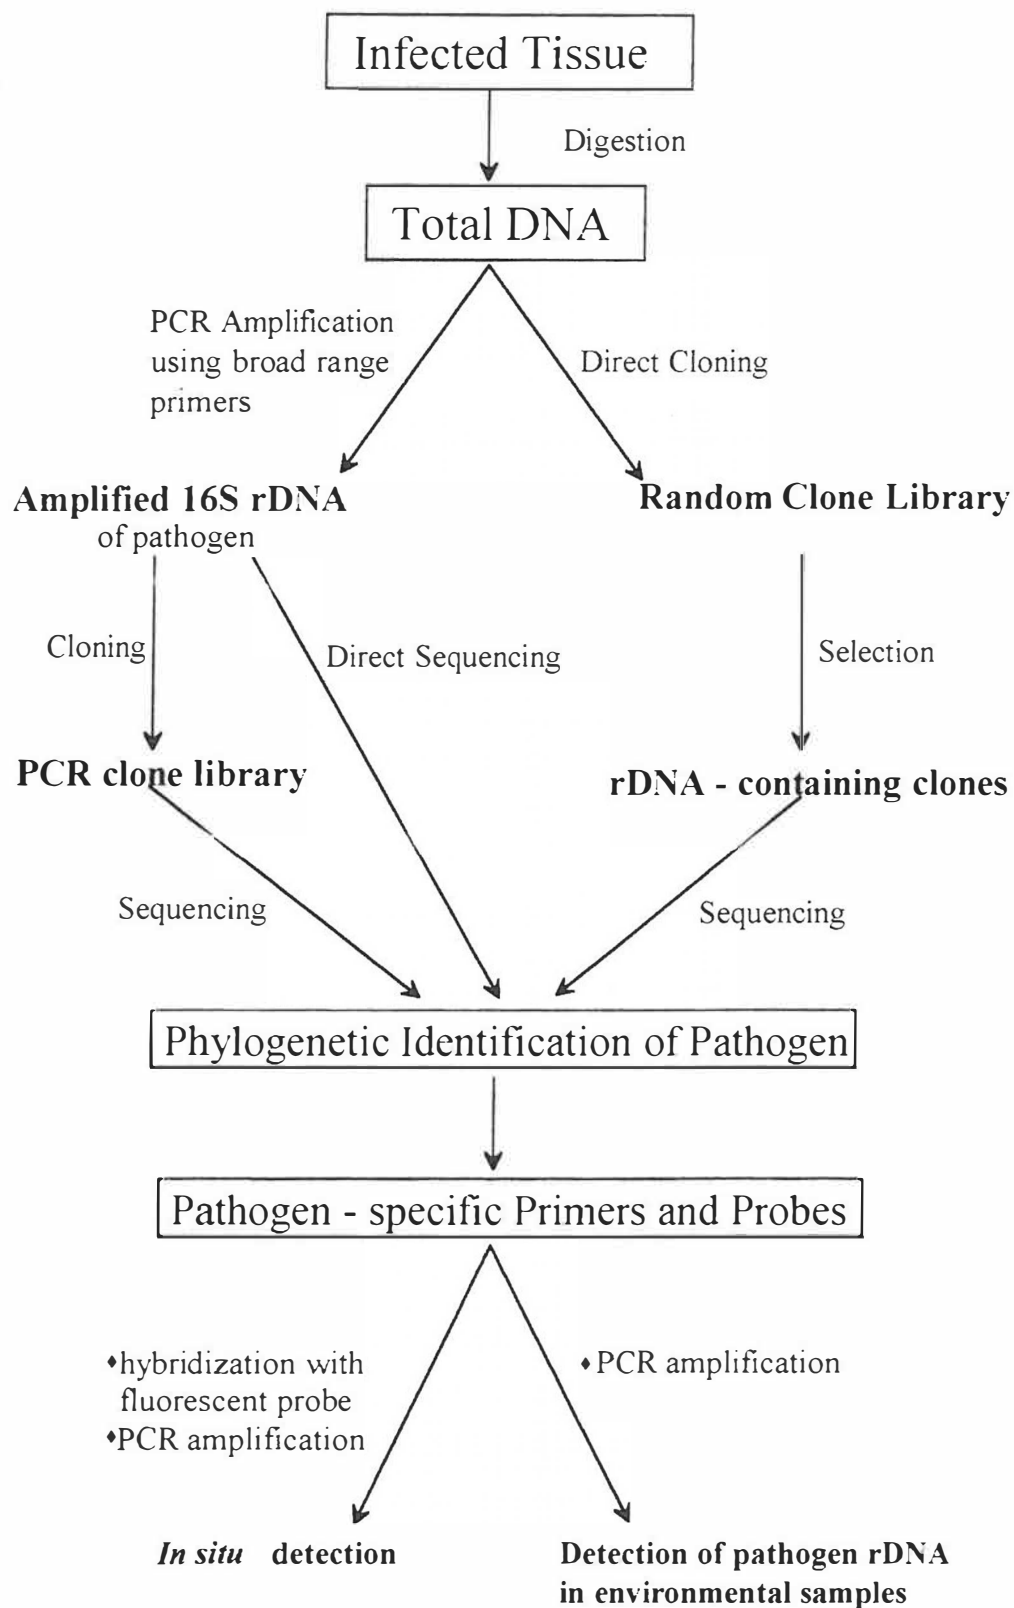 Infected Tissue
Digestion
Total DNA
PCR Amplification
using broad range
primers
Direct Cloning
Amplified 16S rDNA
of pathogen
Random Clone Library
Cloning
Direct Sequencing
Selection
PCR clone library
rDNA - containing clones
Sequencing
Sequencing
Phylogenetic Identification of Pathogen
Pathogen - specific Primers and Probes
♦hybridization with
fluorescent probe
♦PCR amplification
♦ PCR amplification
In situ detection
Detection of pathogen rDNA
in environmental samples